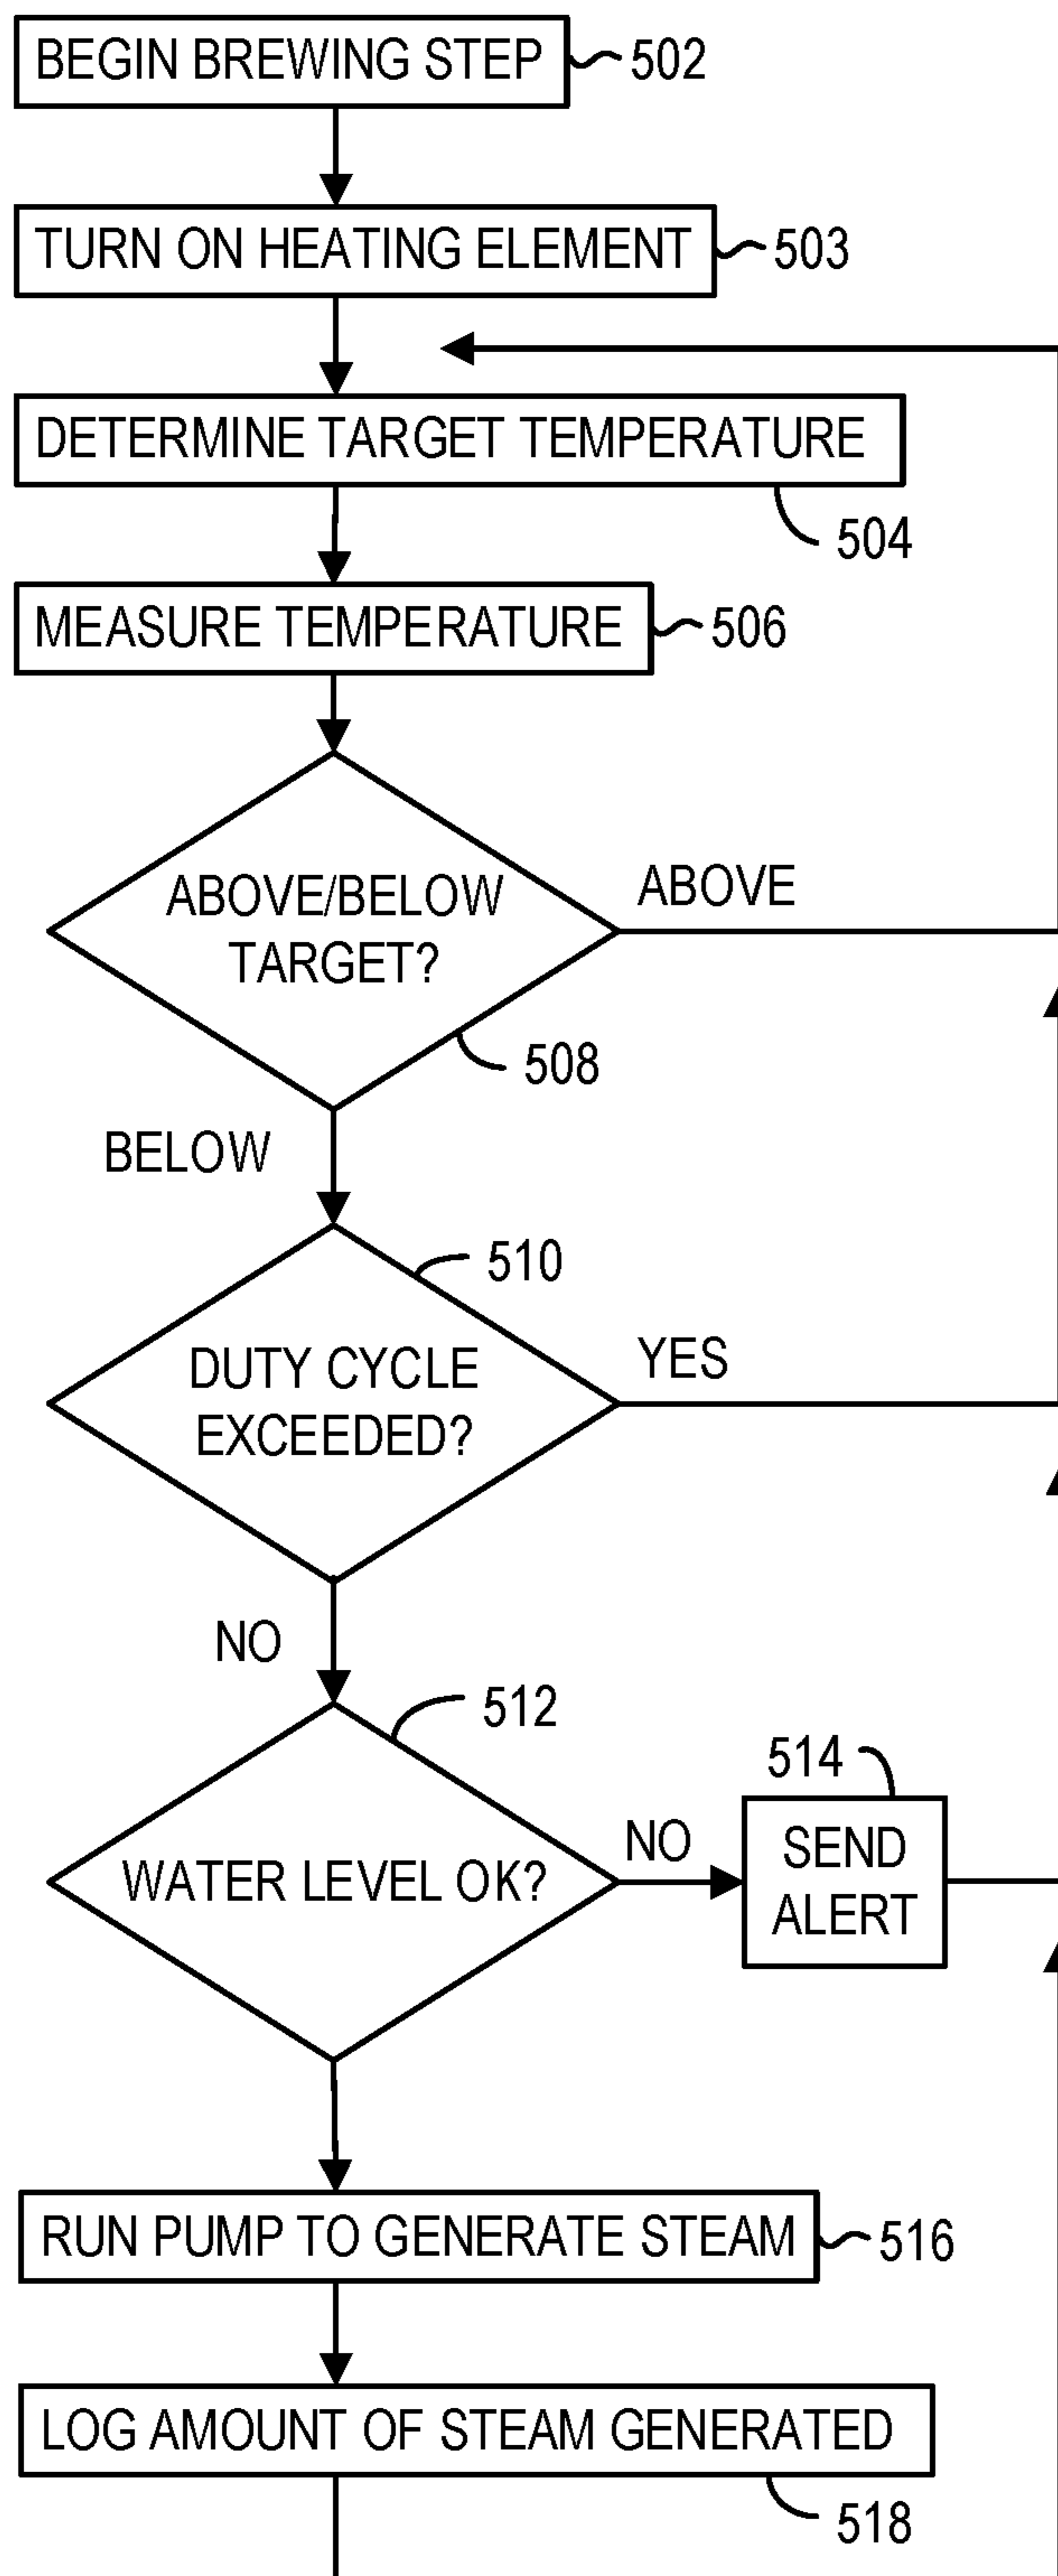 BEGIN BREWING STEP
502
TURN ON HEATING ELEMENT
503
DETERMINE TARGET TEMPERATURE
504
MEASURE TEMPERATURE
506
ABOVE/BELOW
TARGET?
ABOVE
508
BELOW
510
DUTY CYCLE
EXCEEDED?
YES
NO
512
WATER LEVEL OK?
NO
514
SEND
ALERT
RUN PUMP TO GENERATE STEAM
516
LOG AMOUNT OF STEAM GENERATED
518